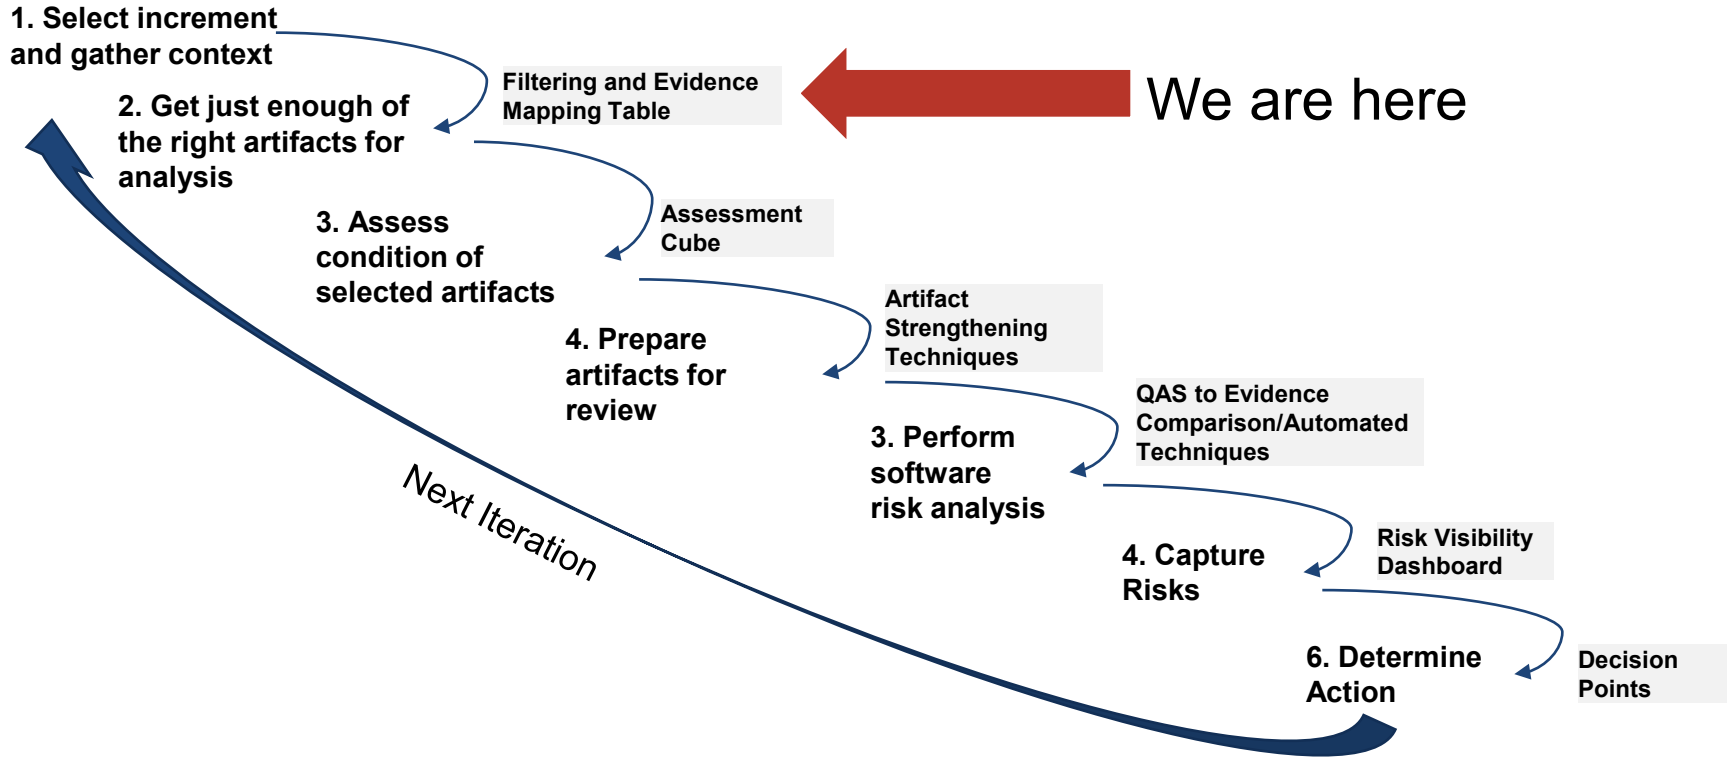 1. Select increment
and gather context
Filtering and Evidence
Mapping Table
We are here
2. Get just enough of
the right artifacts for
analysis
Assessment
Cube
3. Assess
condition of
selected artifacts
Artifact
Strengthening
Techniques
4. Prepare
artifacts for
review
QAS to Evidence
Comparison/Automated
Techniques
3. Perform
software
risk analysis
Next Iteration
Risk Visibility
Dashboard
4. Capture
Risks
Decision
Points
6. Determine
Action